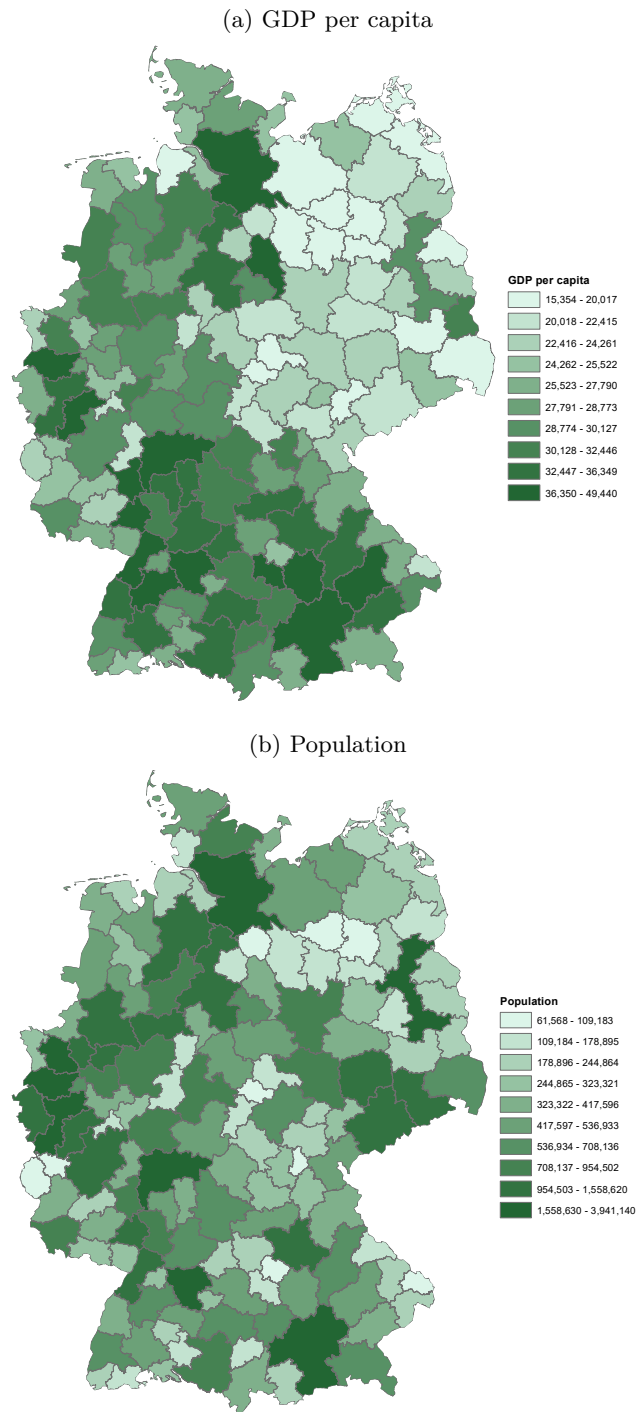 (a) GDP per capita
GDP per capita
15,354 - 20,017
20,018 - 22,415
22,416 - 24,261
24,262 - 25,522
25,523 - 27,790
27,791 - 28,773
28,774 - 30,127
30,128 - 32,446
32,447 - 36,349
36,350 - 49,440
(b) Population
Population
61,568 - 109,183
109,184 - 178,895
178,896 - 244,864
244,865 - 323,321
323,322 - 417,596
417,597 - 536,933
536,934 - 708,136
708,137 - 954,502
954,503 - 1,558,620
1,558,630 - 3,941,140